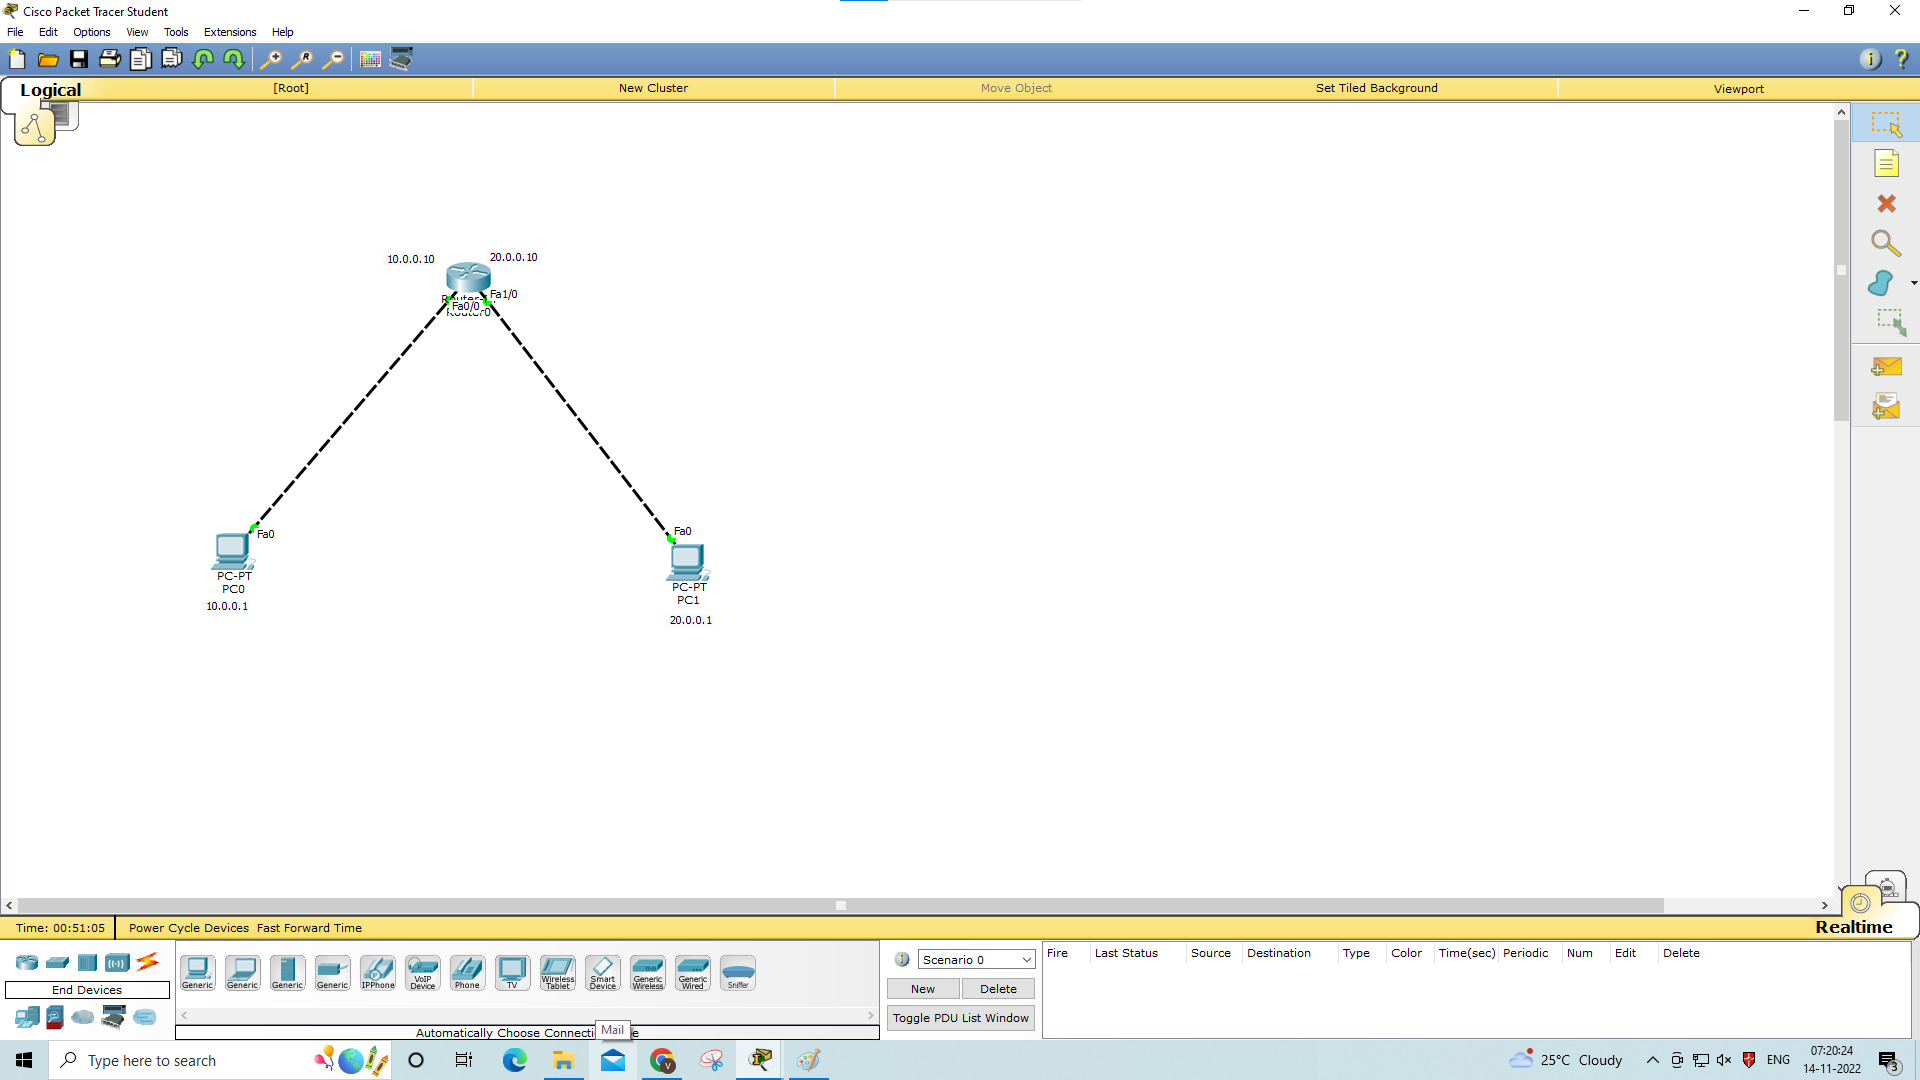 Cisco Packet Tracer Student
File Edit Options View Tools Extensions Help
Logical [Root] New Cluster Move Object Set Tiled Background Viewport
10.0.0.10 20.0.0.10
Fa1/0
Fa0/0
Router0
Fa0 Fa0
PC-PT
PC0
10.0.0.1
PC-PT
PC1
20.0.0.1
Time: 00:51:05 Power Cycle Devices Fast Forward Time Realtime
End Devices
Generic Generic Generic Generic IPPhone VoIP Device Phone TV Wireless Tablet Smart Device Generic Wireless Generic Wired Sniffer
Automatically Choose Connecti
Mail
Scenario 0
New Delete
Toggle PDU List Window
Fire Last Status Source Destination Type Color Time(sec) Periodic Num Edit Delete
Type here to search
25°C Cloudy
ENG
07:20:24
14-11-2022
3